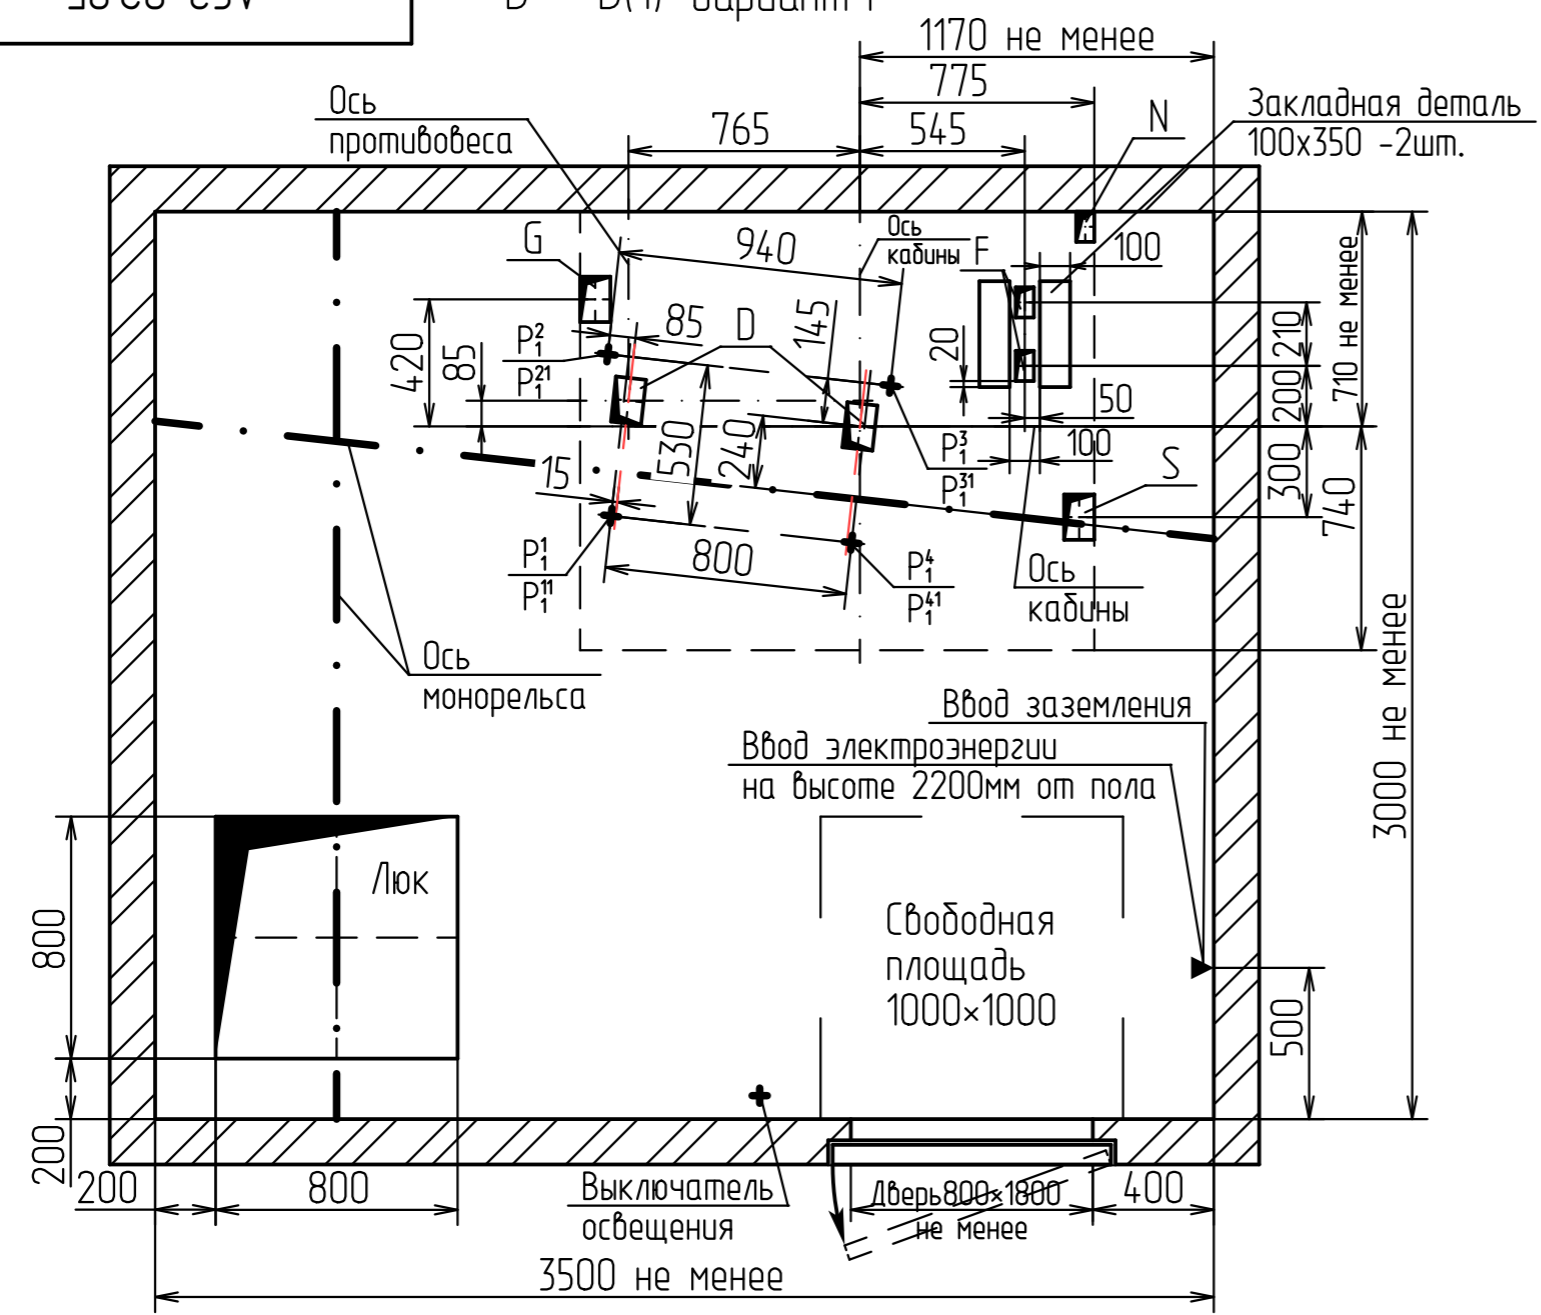 D - D(1) вариант 1
1170 не менее
775
Ось
противовеса
765
545
N
Закладная деталь
100х350 -2шт.
G
940
Ось
кабины
F
100
710 не менее
420
85
P₁²
P₁²¹
85
D
145
20
210
200
50
100
530
240
15
P₁³
P₁³¹
S
300
740
P₁¹
P₁¹¹
800
P₁⁴
P₁⁴¹
Ось
кабины
Ось
монорельса
3000 не менее
Ввод заземления
Ввод электроэнергии
на высоте 2200мм от пола
Люк
800
Свободная
площадь
1000×1000
500
200
200
800
Выключатель
освещения
Дверь800×1800
не менее
400
3500 не менее